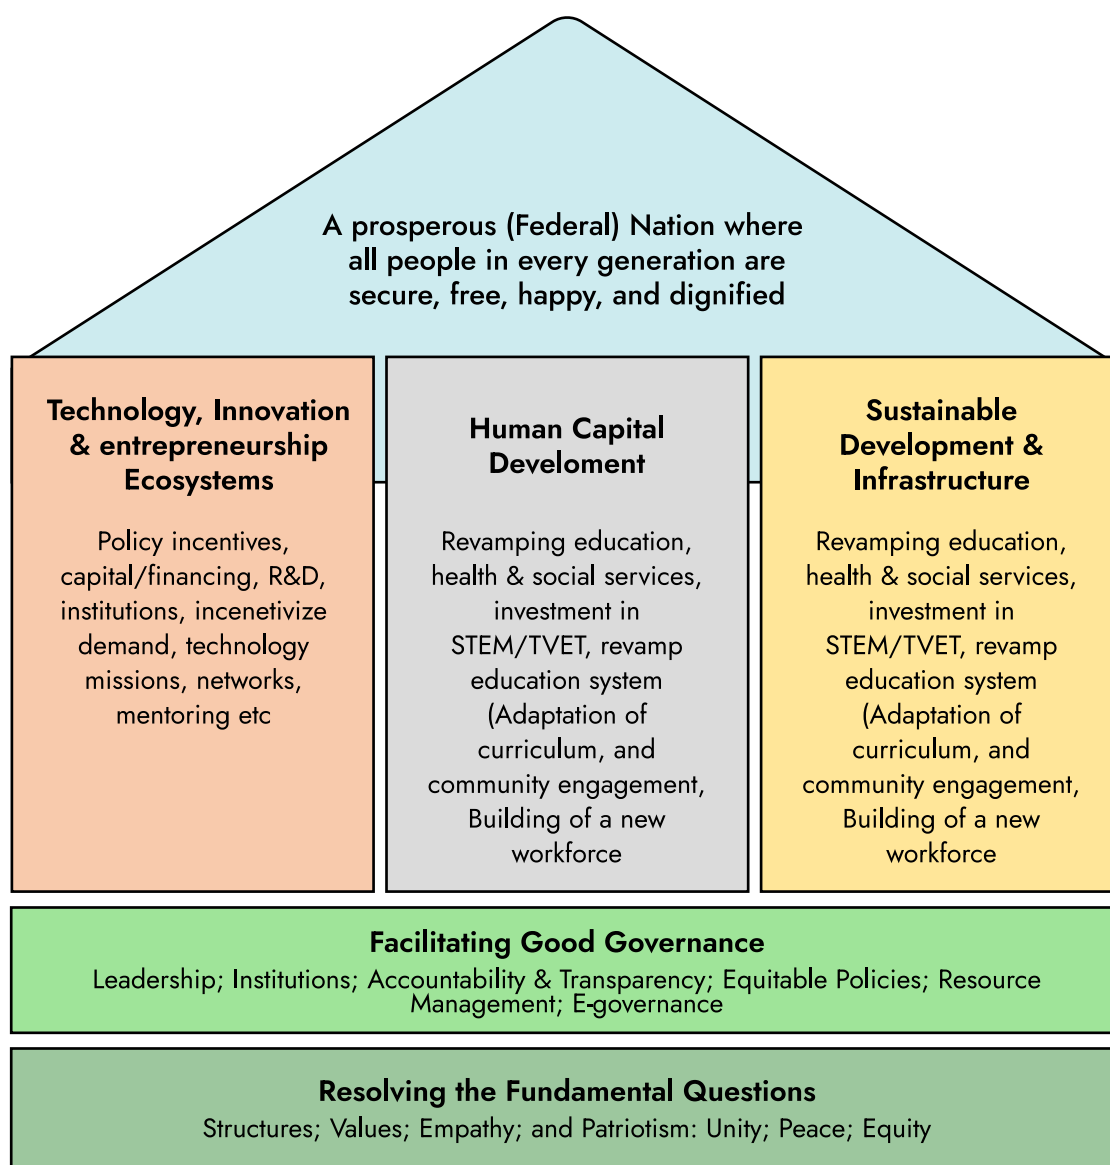 A prosperous (Federal) Nation where
all people in every generation are
secure, free, happy, and dignified
Technology, Innovation
& entrepreneurship
Ecosystems
Policy incentives,
capital/financing, R&D,
institutions, incenetivize
demand, technology
missions, networks,
mentoring etc
Human Capital
Develoment
Revamping education,
health & social services,
investment in
STEM/TVET, revamp
education system
(Adaptation of
curriculum, and
community engagement,
Building of a new
workforce
Sustainable
Development &
Infrastructure
Revamping education,
health & social services,
investment in
STEM/TVET, revamp
education system
(Adaptation of
curriculum, and
community engagement,
Building of a new
workforce
Facilitating Good Governance
Leadership; Institutions; Accountability & Transparency; Equitable Policies; Resource
Management; E-governance
Resolving the Fundamental Questions
Structures; Values; Empathy; and Patriotism: Unity; Peace; Equity